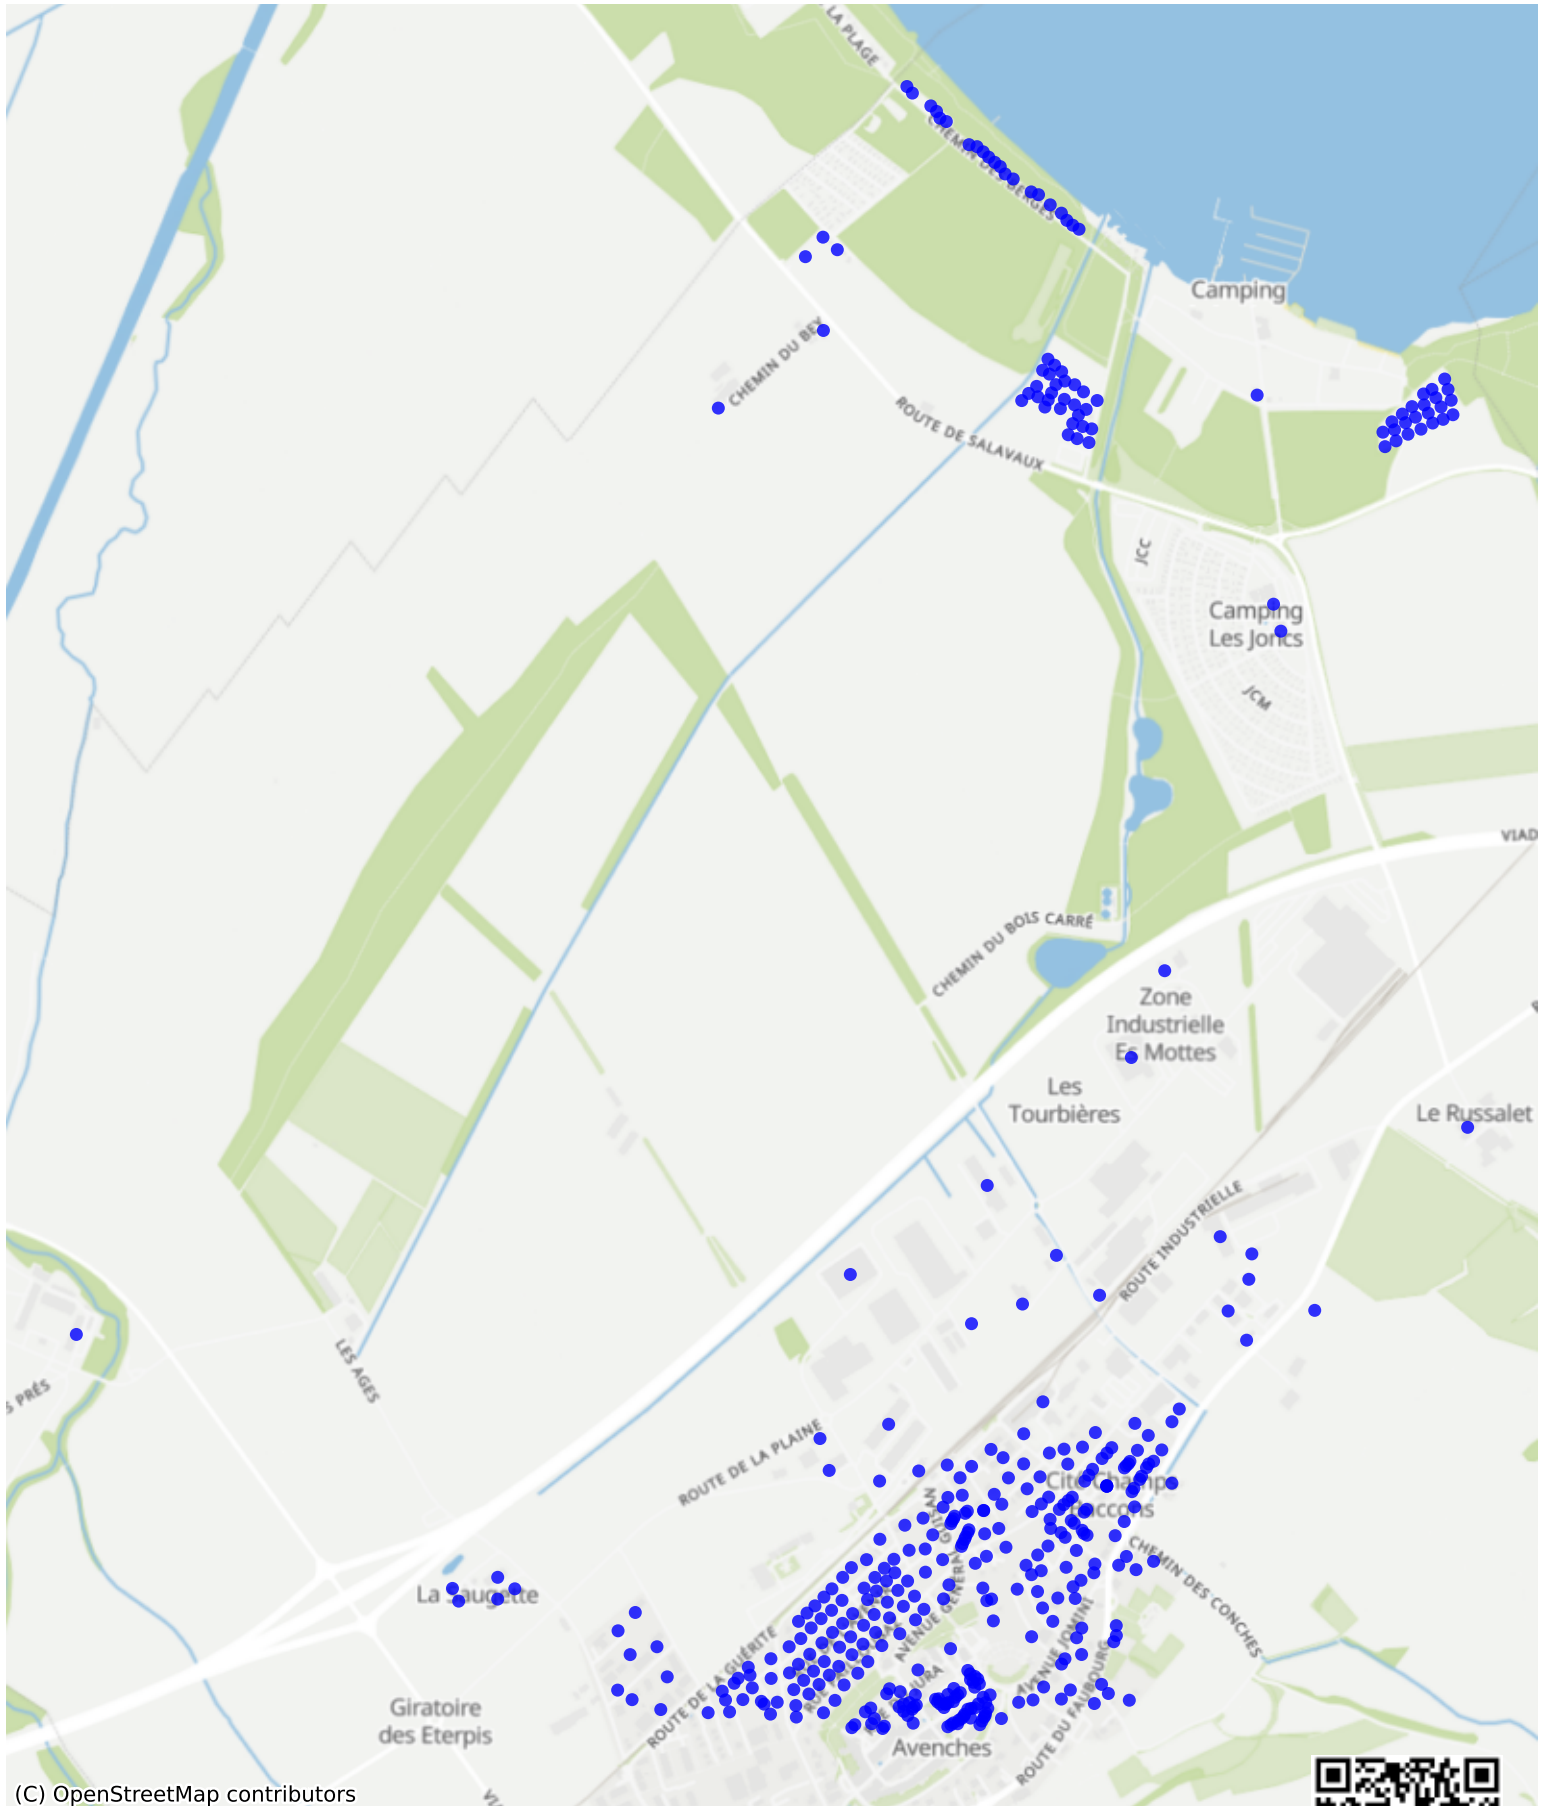 LA PLAGE
CHEMIN DES BERGES
Camping
CHEMIN DU BEY
ROUTE DE SALAVAUX
JCC
Camping
Les Joncs
JCM
VIAD
CHEMIN DU BOIS CARRÉ
Zone
Industrielle
Es Mottes
Les
Tourbières
Le Russalet
ROUTE INDUSTRIELLE
LES AGES
S PRÉS
ROUTE DE LA PLAINE
Cité Champs
Baccons
AVENUE GÉNÉRAL GUISAN
CHEMIN DES CONCHES
La Saugette
ROUTE DE LA GUÉRITE
AVENUE JOMINI
ROUTE DU FAUBOURG
Giratoire
des Eterpis
Avenches
(C) OpenStreetMap contributors